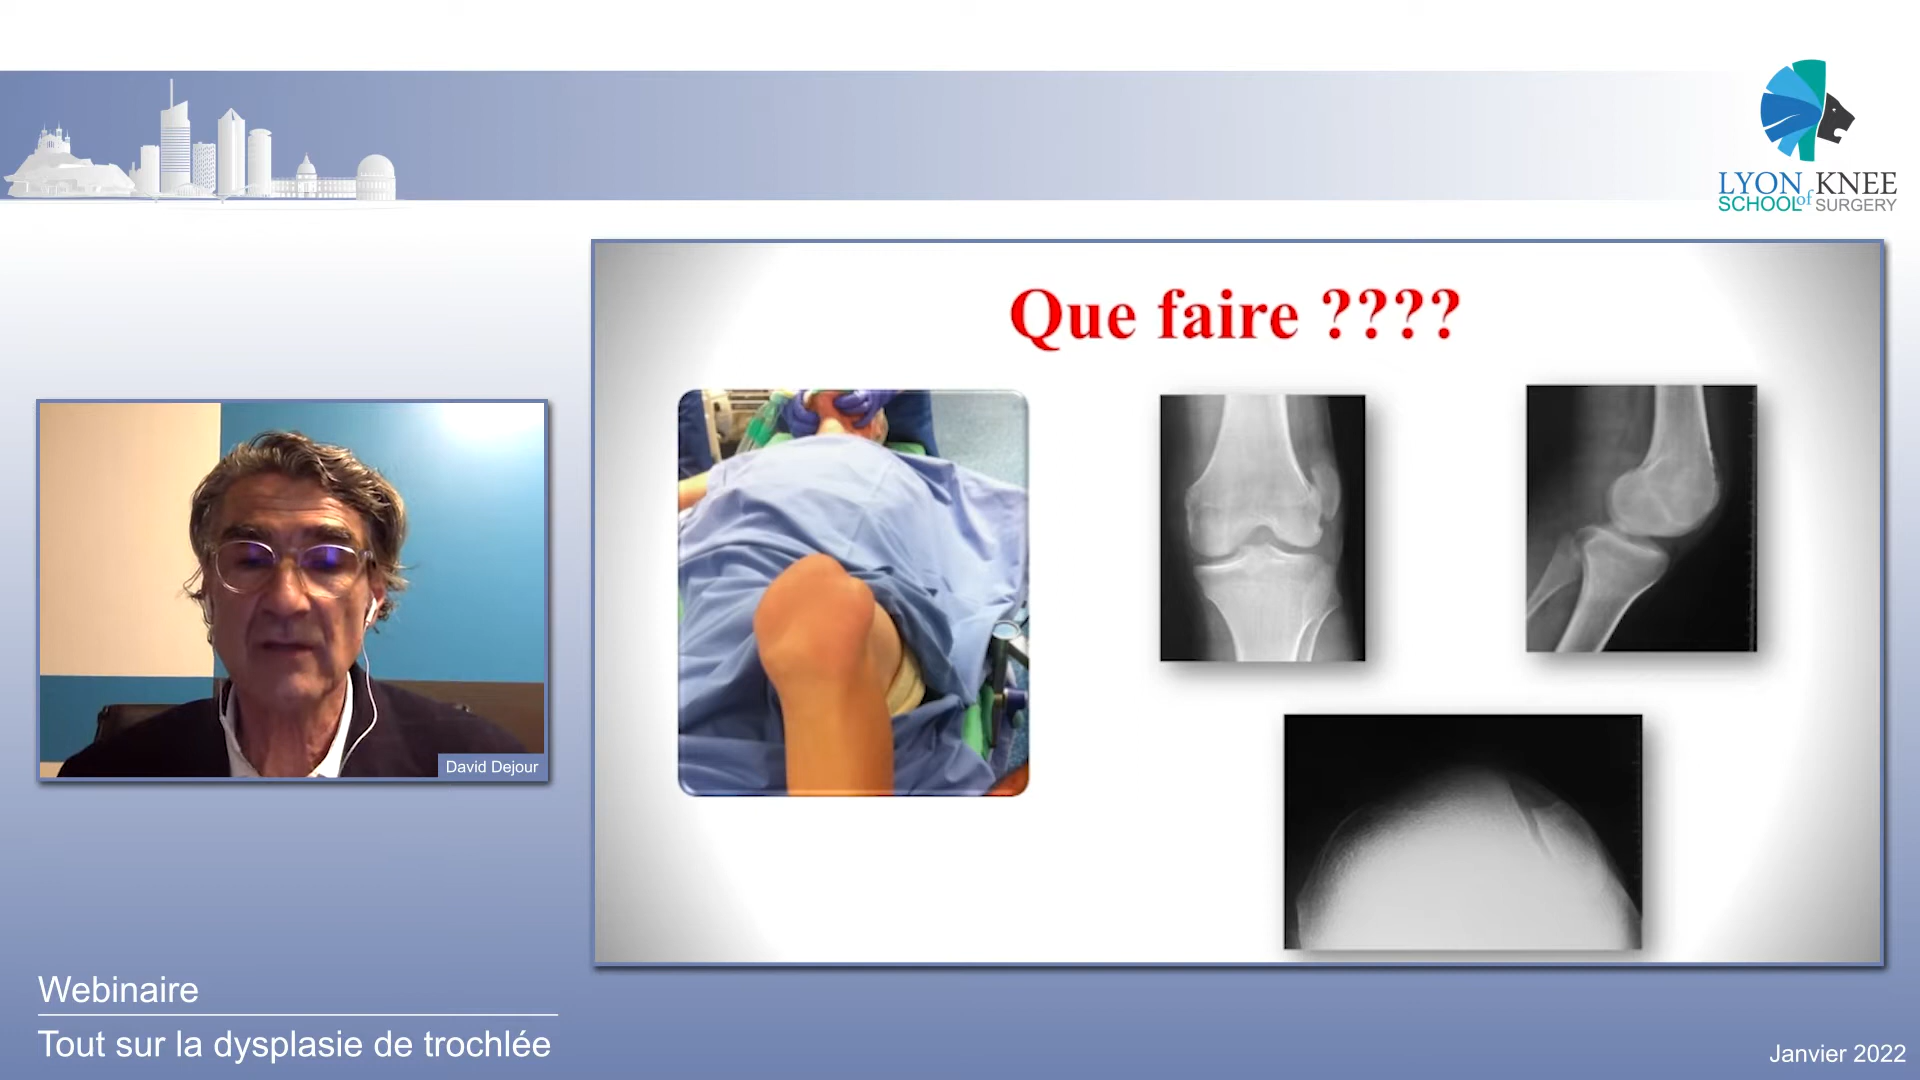 LYON KNEE
SCHOOL of SURGERY
Que faire ????
David Dejour
Webinaire
Tout sur la dysplasie de trochlée
Janvier 2022